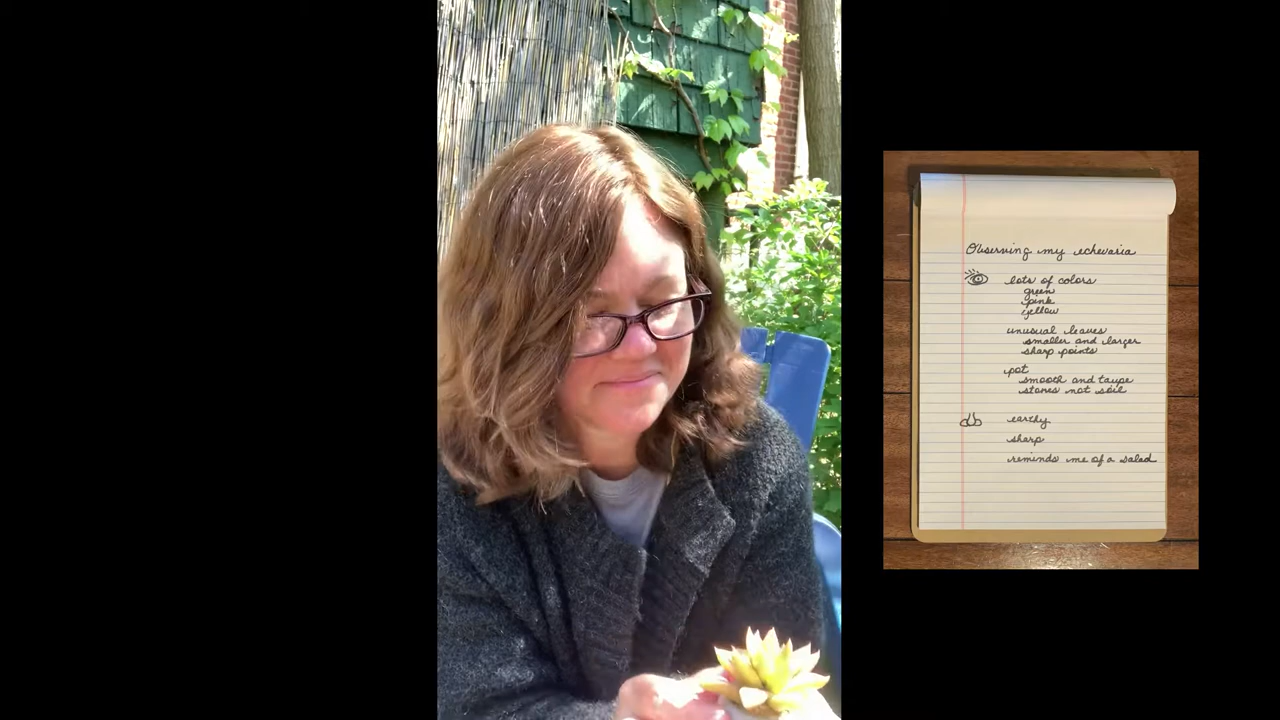 Observing my echevaria
lots of colors
green
pink
yellow
unusual leaves
smaller and larger
sharp points
pot
smooth and taupe
stones not soil
earthy
sharp
reminds me of a salad